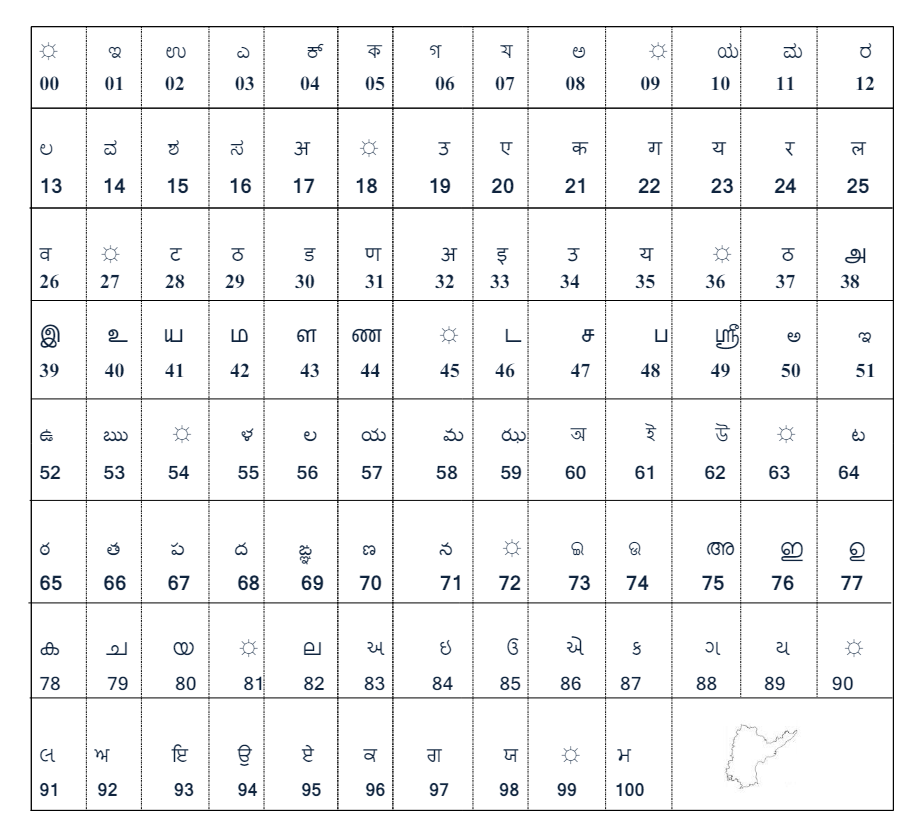 ☼ ಇ ಉ ಎ ಕ್ क ग य ಅ ☼ ಯ ಮ ರ
00 01 02 03 04 05 06 07 08 09 10 11 12
ಲ ವ ಶ ಸ अ ☼ उ ए क ग य र ल
13 14 15 16 17 18 19 20 21 22 23 24 25
व ☼ ट ठ ड ण अ इ उ य ☼ ठ அ
26 27 28 29 30 31 32 33 34 35 36 37 38
இ உ ய ம ள ண ☼ ட ச ப ஸ்ரீ అ ఇ
39 40 41 42 43 44 45 46 47 48 49 50 51
ఉ ఋ ☼ ళ ల య మ ఝ অ ই উ ☼ ట
52 53 54 55 56 57 58 59 60 61 62 63 64
ఠ త ప ద ఙ్ఞ ణ న ☼ ଇ ଉ അ ഇ ഉ
65 66 67 68 69 70 71 72 73 74 75 76 77
ക ച യ ☼ ല અ ઇ ઉ એ ક ગ ય ☼
78 79 80 81 82 83 84 85 86 87 88 89 90
લ ਅ ਇ ਉ ਏ ਕ ਗ ਯ ☼ ਮ
91 92 93 94 95 96 97 98 99 100